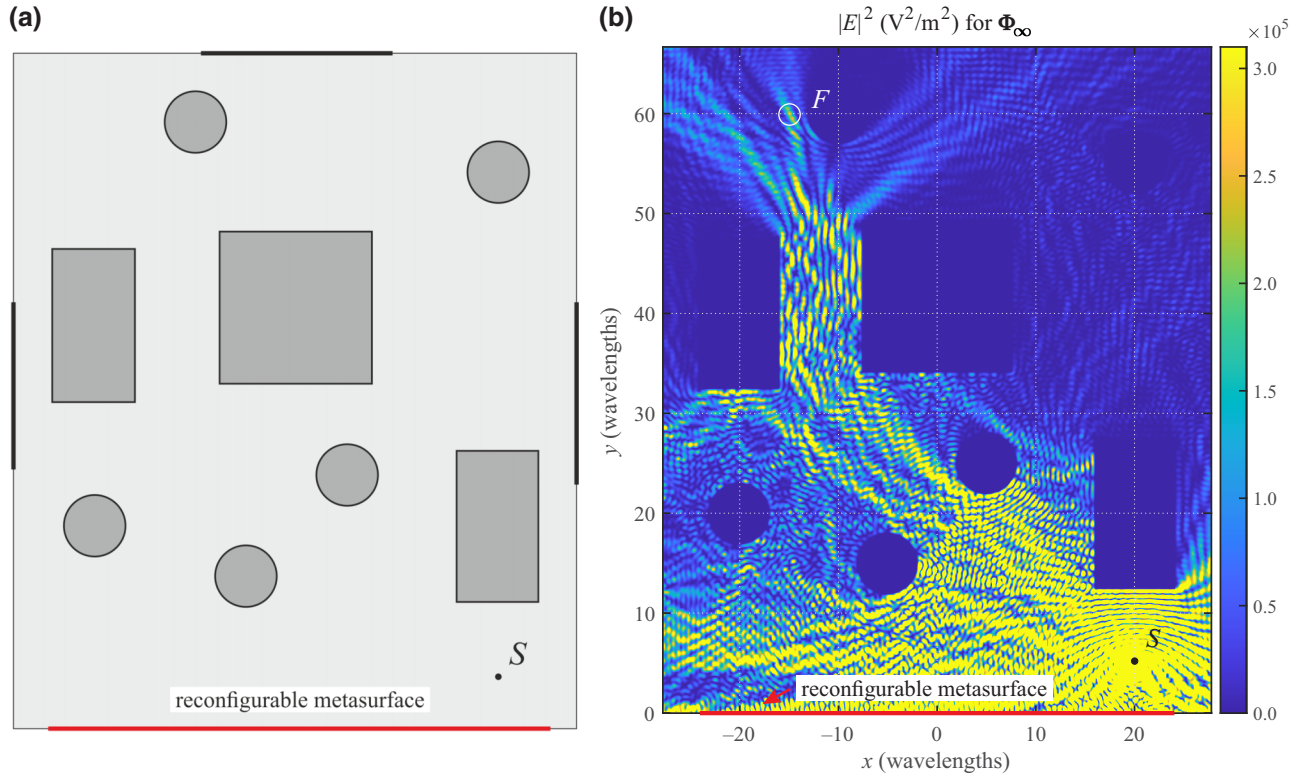 (a)
S
reconfigurable metasurface
(b)
|E|² (V²/m²) for Φ∞
×10⁵
F
S
reconfigurable metasurface
60
50
40
30
20
10
0
y (wavelengths)
−20
−10
0
10
20
x (wavelengths)
3.0
2.5
2.0
1.5
1.0
0.5
0.0